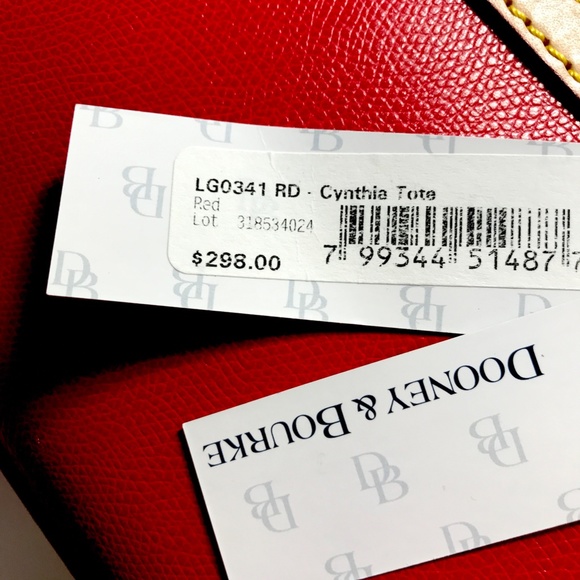 LG0341 RD - Cynthia Tote
Red
Lot 318534024
$298.00
7 99344 51487 7
DOONEY & BOURKE